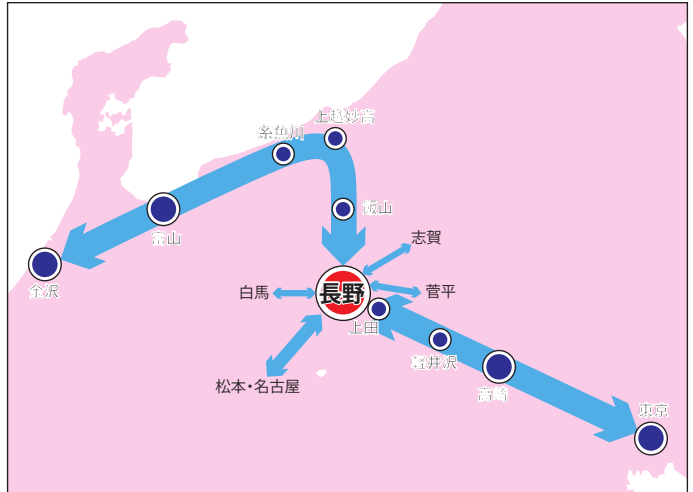 上越妙高
糸魚川
飯山
富山
志賀
金沢
白馬
長野
菅平
上田
軽井沢
松本・名古屋
高崎
東京